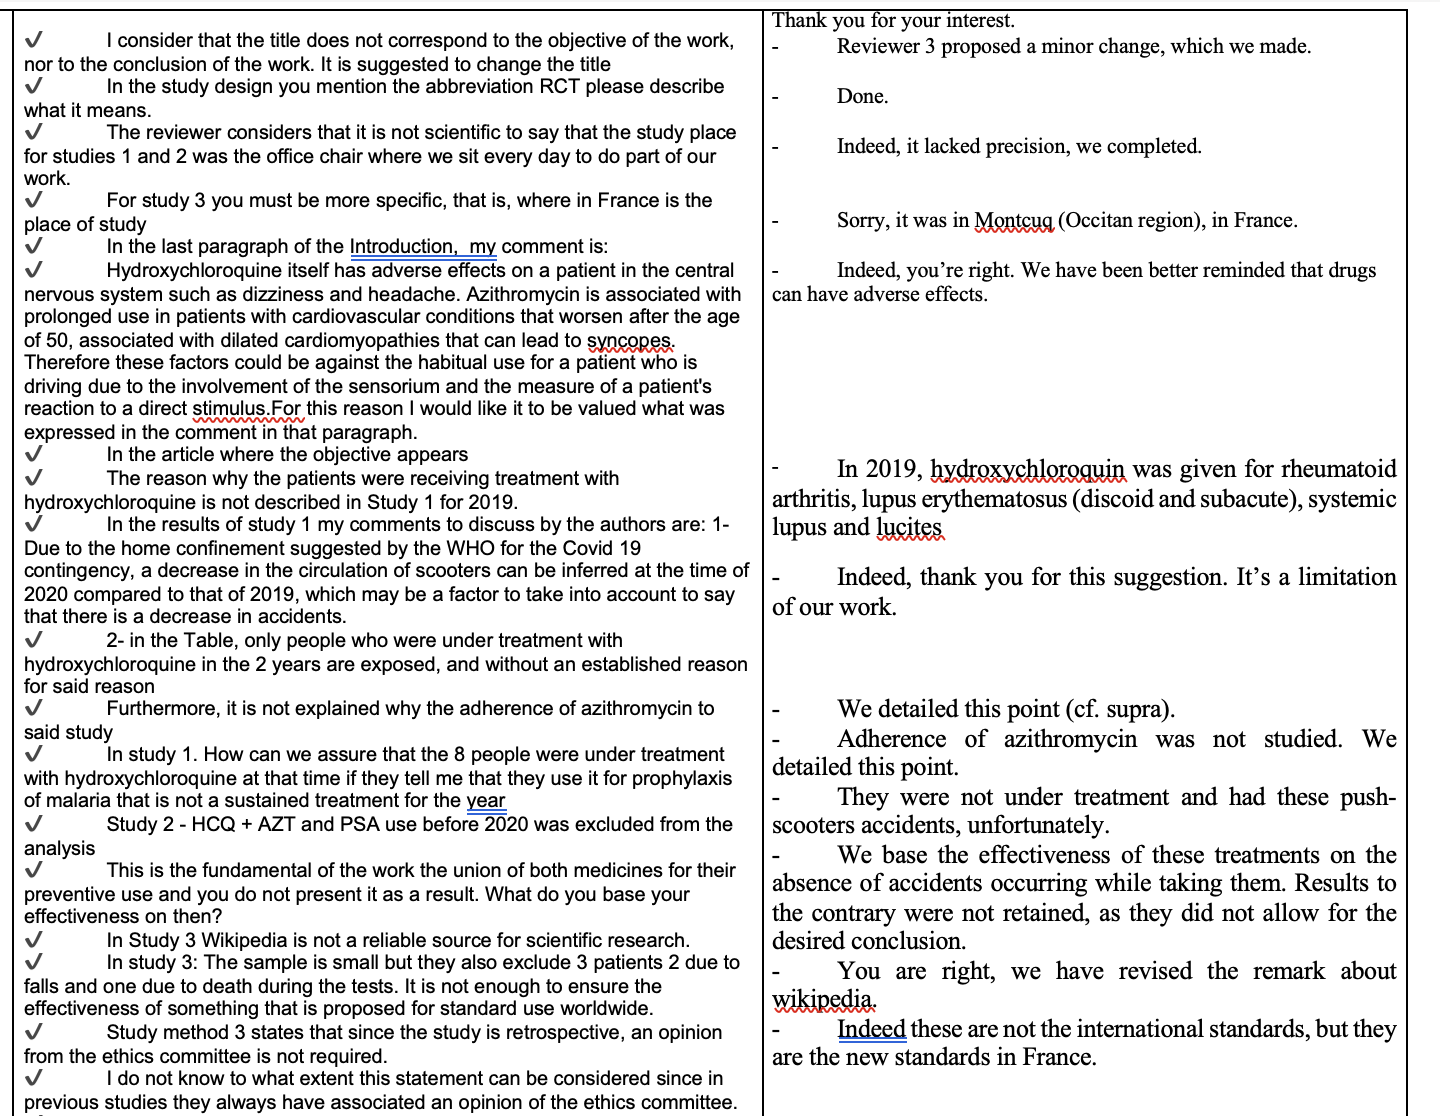 ✓ I consider that the title does not correspond to the objective of the work,
nor to the conclusion of the work. It is suggested to change the title
✓ In the study design you mention the abbreviation RCT please describe
what it means.
✓ The reviewer considers that it is not scientific to say that the study place
for studies 1 and 2 was the office chair where we sit every day to do part of our
work.
✓ For study 3 you must be more specific, that is, where in France is the
place of study
✓ In the last paragraph of the Introduction, my comment is:
✓ Hydroxychloroquine itself has adverse effects on a patient in the central
nervous system such as dizziness and headache. Azithromycin is associated with
prolonged use in patients with cardiovascular conditions that worsen after the age
of 50, associated with dilated cardiomyopathies that can lead to syncopes.
Therefore these factors could be against the habitual use for a patient who is
driving due to the involvement of the sensorium and the measure of a patient's
reaction to a direct stimulus.For this reason I would like it to be valued what was
expressed in the comment in that paragraph.
✓ In the article where the objective appears
✓ The reason why the patients were receiving treatment with
hydroxychloroquine is not described in Study 1 for 2019.
✓ In the results of study 1 my comments to discuss by the authors are: 1-
Due to the home confinement suggested by the WHO for the Covid 19
contingency, a decrease in the circulation of scooters can be inferred at the time of
2020 compared to that of 2019, which may be a factor to take into account to say
that there is a decrease in accidents.
✓ 2- in the Table, only people who were under treatment with
hydroxychloroquine in the 2 years are exposed, and without an established reason
for said reason
✓ Furthermore, it is not explained why the adherence of azithromycin to
said study
✓ In study 1. How can we assure that the 8 people were under treatment
with hydroxychloroquine at that time if they tell me that they use it for prophylaxis
of malaria that is not a sustained treatment for the year
✓ Study 2 - HCQ + AZT and PSA use before 2020 was excluded from the
analysis
✓ This is the fundamental of the work the union of both medicines for their
preventive use and you do not present it as a result. What do you base your
effectiveness on then?
✓ In Study 3 Wikipedia is not a reliable source for scientific research.
✓ In study 3: The sample is small but they also exclude 3 patients 2 due to
falls and one due to death during the tests. It is not enough to ensure the
effectiveness of something that is proposed for standard use worldwide.
✓ Study method 3 states that since the study is retrospective, an opinion
from the ethics committee is not required.
✓ I do not know to what extent this statement can be considered since in
previous studies they always have associated an opinion of the ethics committee.
Thank you for your interest.
- Reviewer 3 proposed a minor change, which we made.
- Done.
- Indeed, it lacked precision, we completed.
- Sorry, it was in Montcuq (Occitan region), in France.
- Indeed, you're right. We have been better reminded that drugs
can have adverse effects.
- In 2019, hydroxychloroquin was given for rheumatoid
arthritis, lupus erythematosus (discoid and subacute), systemic
lupus and lucites
- Indeed, thank you for this suggestion. It's a limitation
of our work.
- We detailed this point (cf. supra).
- Adherence of azithromycin was not studied. We
detailed this point.
- They were not under treatment and had these push-
scooters accidents, unfortunately.
- We base the effectiveness of these treatments on the
absence of accidents occurring while taking them. Results to
the contrary were not retained, as they did not allow for the
desired conclusion.
- You are right, we have revised the remark about
wikipedia.
- Indeed these are not the international standards, but they
are the new standards in France.